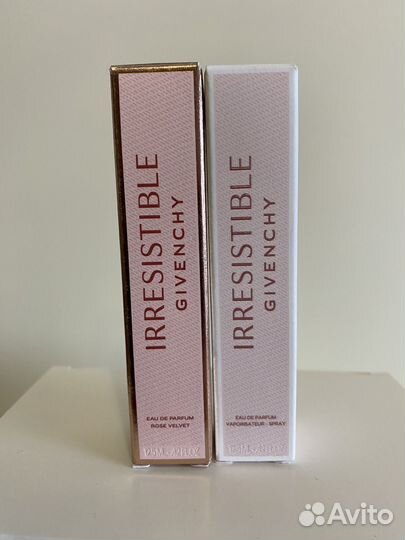 IRRESISTIBLE
GIVENCHY
EAU DE PARFUM
ROSE VELVET
IRRESISTIBLE
GIVENCHY
EAU DE PARFUM
VAPORISATEUR - SPRAY
Avito